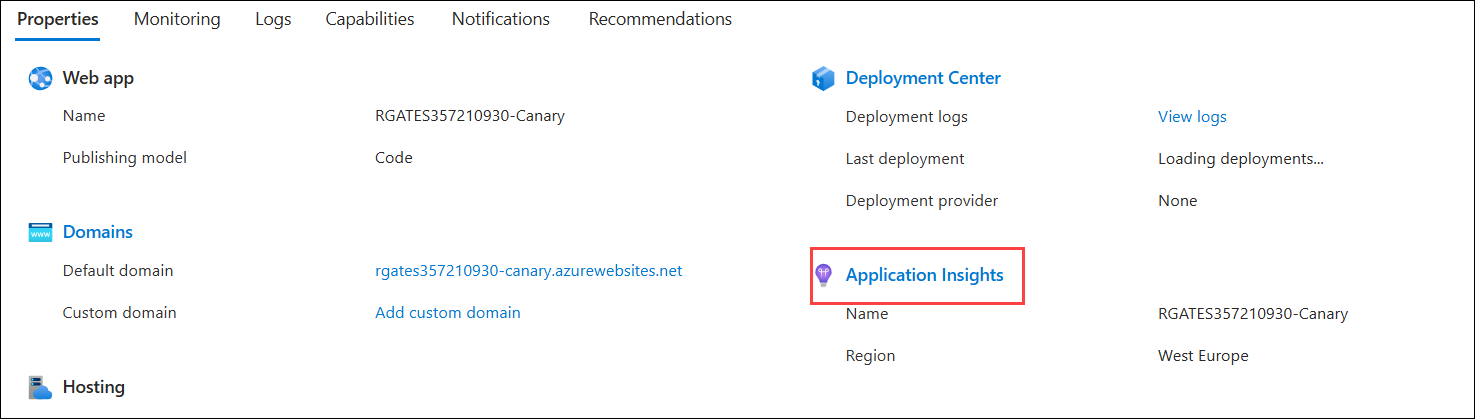 Properties Monitoring Logs Capabilities Notifications Recommendations
Web app
Name RGATES357210930-Canary
Publishing model Code
Domains
www
Default domain rgates357210930-canary.azurewebsites.net
Custom domain Add custom domain
Hosting
Deployment Center
Deployment logs View logs
Last deployment Loading deployments...
Deployment provider None
Application Insights
Name RGATES357210930-Canary
Region West Europe